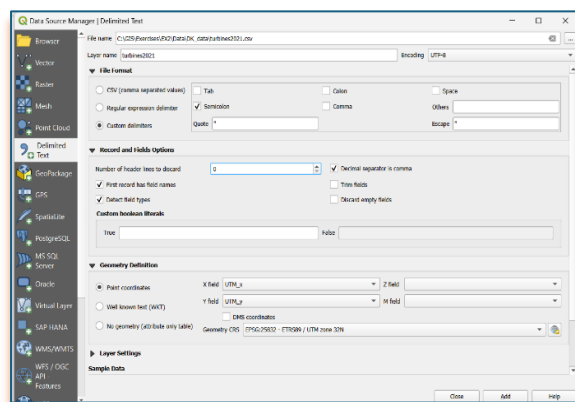 Data Source Manager | Delimited Text
Browser
Vector
Raster
Mesh
Point Cloud
Delimited
Text
GeoPackage
GPS
SpatiaLite
PostgreSQL
MS SQL
Server
Oracle
Virtual Layer
SAP HANA
WMS/WMTS
WFS / OGC
API
Features
File name C:\GIS\Exercises\EX2\Data\DK_data\turbines2021.csv
Layer name turbines2021 Encoding UTF-8
File Format
CSV (comma separated values) Tab Colon Space
Regular expression delimiter Semicolon Comma Others
Custom delimiters Quote " Escape "
Record and Fields Options
Number of header lines to discard 0 Decimal separator is comma
First record has field names Trim fields
Detect field types Discard empty fields
Custom boolean literals
True False
Geometry Definition
Point coordinates X field UTM_x Z field
Well known text (WKT) Y field UTM_y M field
DMS coordinates
No geometry (attribute only table) Geometry CRS EPSG:25832 - ETRS89 / UTM zone 32N
Layer Settings
Sample Data
Close Add Help